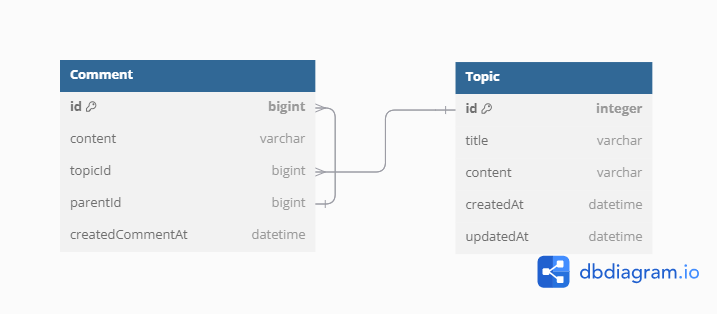 Comment
id bigint
content varchar
topicId bigint
parentId bigint
createdCommentAt datetime
Topic
id integer
title varchar
content varchar
createdAt datetime
updatedAt datetime
dbdiagram.io